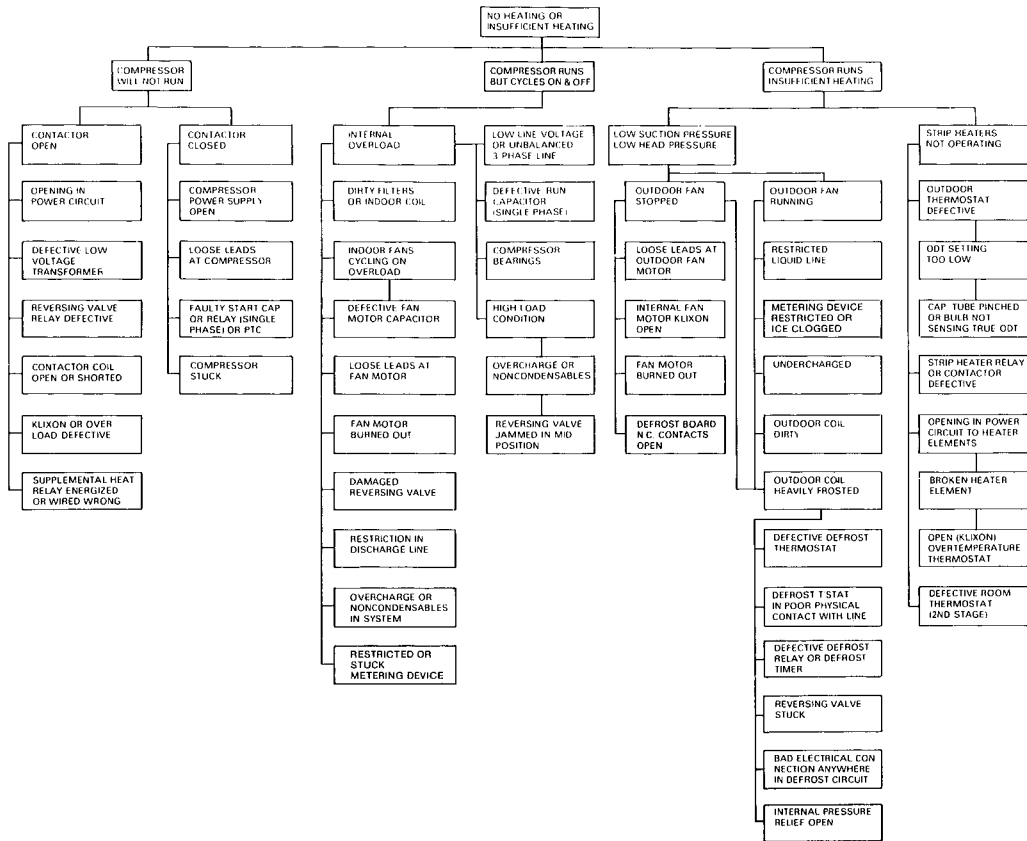 NO HEATING OR
INSUFFICIENT HEATING
COMPRESSOR
WILL NOT RUN
COMPRESSOR RUNS
BUT CYCLES ON & OFF
COMPRESSOR RUNS
INSUFFICIENT HEATING
CONTACTOR
OPEN
OPENING IN
POWER CIRCUIT
DEFECTIVE LOW
VOLTAGE
TRANSFORMER
REVERSING VALVE
RELAY DEFECTIVE
CONTACTOR COIL
OPEN OR SHORTED
KLIXON OR OVER
LOAD DEFECTIVE
SUPPLEMENTAL HEAT
RELAY ENERGIZED
OR WIRED WRONG
CONTACTOR
CLOSED
COMPRESSOR
POWER SUPPLY
OPEN
LOOSE LEADS
AT COMPRESSOR
FAULTY START CAP
OR RELAY (SINGLE
PHASE) OR PTC
COMPRESSOR
STUCK
INTERNAL
OVERLOAD
DIRTY FILTERS
OR INDOOR COIL
INDOOR FANS
CYCLING ON
OVERLOAD
DEFECTIVE FAN
MOTOR CAPACITOR
LOOSE LEADS AT
FAN MOTOR
FAN MOTOR
BURNED OUT
DAMAGED
REVERSING VALVE
RESTRICTION IN
DISCHARGE LINE
OVERCHARGE OR
NONCONDENSABLES
IN SYSTEM
RESTRICTED OR
STUCK
METERING DEVICE
LOW LINE VOLTAGE
OR UNBALANCED
3 PHASE LINE
DEFECTIVE RUN
CAPACITOR
(SINGLE PHASE)
COMPRESSOR
BEARINGS
HIGH LOAD
CONDITION
OVERCHARGE OR
NONCONDENSABLES
REVERSING VALVE
JAMMED IN MID
POSITION
LOW SUCTION PRESSURE
LOW HEAD PRESSURE
OUTDOOR FAN
STOPPED
LOOSE LEADS AT
OUTDOOR FAN
MOTOR
INTERNAL FAN
MOTOR KLIXON
OPEN
FAN MOTOR
BURNED OUT
DEFROST BOARD
N.C. CONTACTS
OPEN
OUTDOOR FAN
RUNNING
RESTRICTED
LIQUID LINE
METERING DEVICE
RESTRICTED OR
ICE CLOGGED
UNDERCHARGED
OUTDOOR COIL
DIRTY
OUTDOOR COIL
HEAVILY FROSTED
DEFECTIVE DEFROST
THERMOSTAT
DEFROST T'STAT
IN POOR PHYSICAL
CONTACT WITH LINE
DEFECTIVE DEFROST
RELAY OR DEFROST
TIMER
REVERSING VALVE
STUCK
BAD ELECTRICAL CON
NECTION ANYWHERE
IN DEFROST CIRCUIT
INTERNAL PRESSURE
RELIEF OPEN
STRIP HEATERS
NOT OPERATING
OUTDOOR
THERMOSTAT
DEFECTIVE
ODT SETTING
TOO LOW
CAP. TUBE PINCHED
OR BULB NOT
SENSING TRUE ODT
STRIP HEATER RELAY
OR CONTACTOR
DEFECTIVE
OPENING IN POWER
CIRCUIT TO HEATER
ELEMENTS
BROKEN HEATER
ELEMENT
OPEN (KLIXON)
OVERTEMPERATURE
THERMOSTAT
DEFECTIVE ROOM
THERMOSTAT
(2ND STAGE)